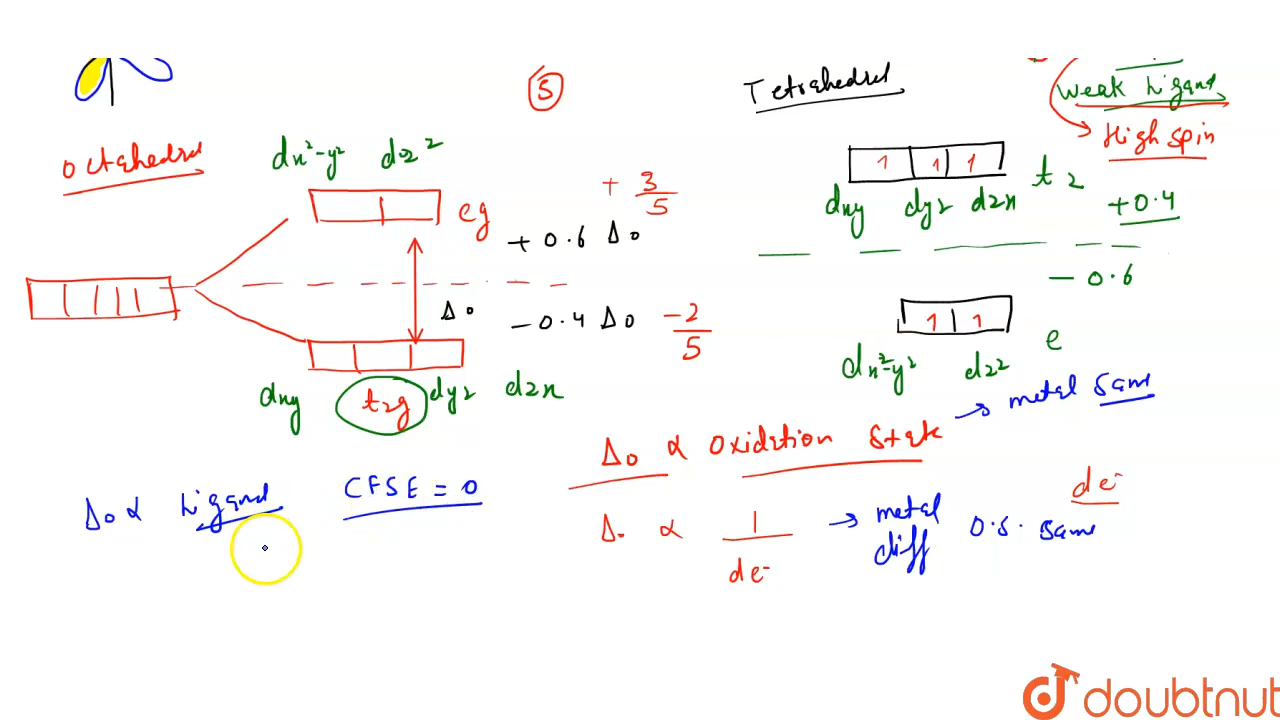 Octahedral
dx²-y² dz²
eg
+ 3/5
+ 0.6 Δo
Δo
- 0.4 Δo
-2/5
dxy t2g dyz dzx
5
Tetrahedral
Weak Ligand
High spin
1 1 1 t2
dxy dyz dzx
+0.4
- 0.6
1 1
e
dx²-y² dz²
Δo ∝ Oxidation State → metal Same
Δo ∝ Ligand CFSE = 0
Δ. ∝ 1/de⁻ → metal diff O.S. Same
de⁻
doubtnut